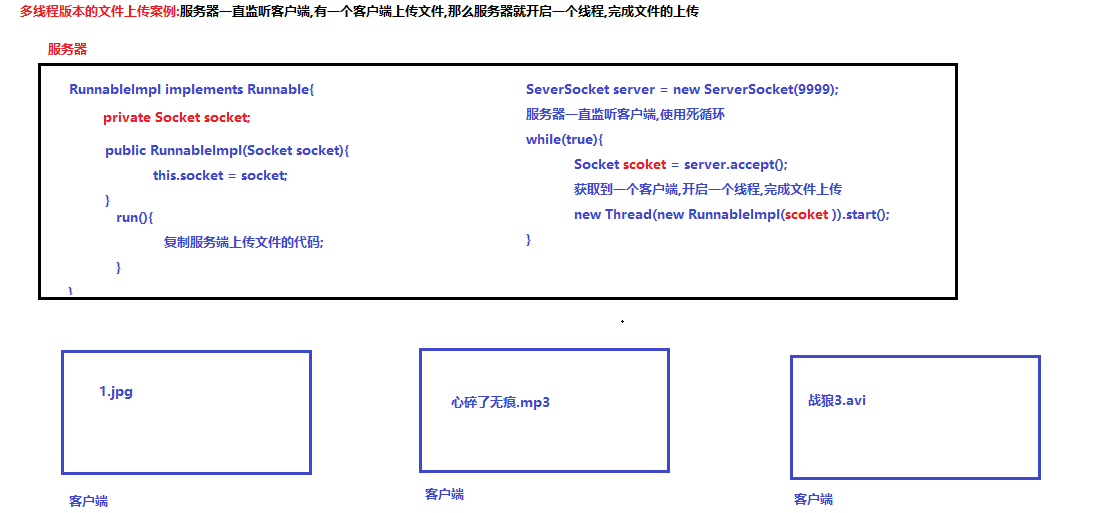 多线程版本的文件上传案例:服务器一直监听客户端,有一个客户端上传文件,那么服务器就开启一个线程,完成文件的上传
服务器
RunnableImpl implements Runnable{
private Socket socket;
public RunnableImpl(Socket socket){
this.socket = socket;
}
run(){
复制服务端上传文件的代码;
}
}
SeverSocket server = new ServerSocket(9999);
服务器一直监听客户端,使用死循环
while(true){
Socket scoket = server.accept();
获取到一个客户端,开启一个线程,完成文件上传
new Thread(new RunnableImpl(scoket )).start();
}
1.jpg
客户端
心碎了无痕.mp3
客户端
战狼3.avi
客户端